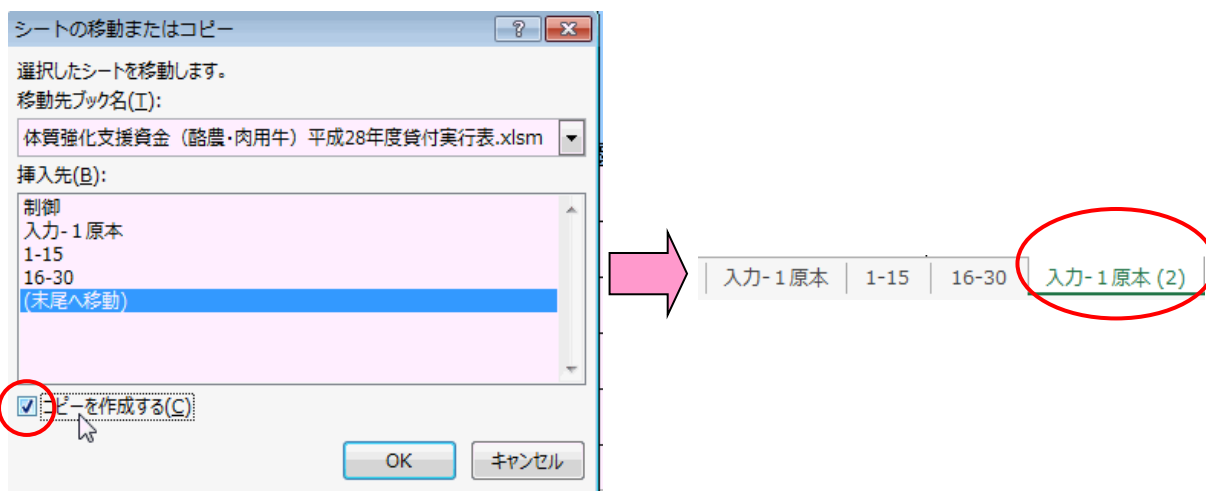 シートの移動またはコピー
選択したシートを移動します。
移動先ブック名(T):
体質強化支援資金（酪農・肉用牛）平成28年度貸付実行表.xlsm
挿入先(B):
制御
入力-１原本
1-15
16-30
(末尾へ移動)
コピーを作成する(C)
OK キャンセル
入力-１原本 1-15 16-30 入力-１原本 (2)